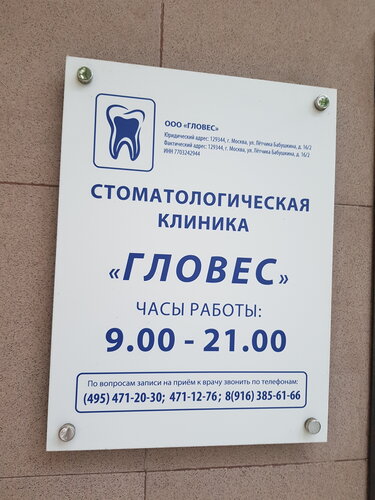 ООО «ГЛОВЕС»
Юридический адрес: 129344, г. Москва, ул. Лётчика Бабушкина, д. 16/2
Фактический адрес: 129344, г. Москва, ул. Лётчика Бабушкина, д. 16/2
ИНН 7703242944
СТОМАТОЛОГИЧЕСКАЯ
КЛИНИКА
«ГЛОВЕС»
ЧАСЫ РАБОТЫ:
9.00 - 21.00
По вопросам записи на приём к врачу звонить по телефонам:
(495) 471-20-30; 471-12-76; 8(916) 385-61-66